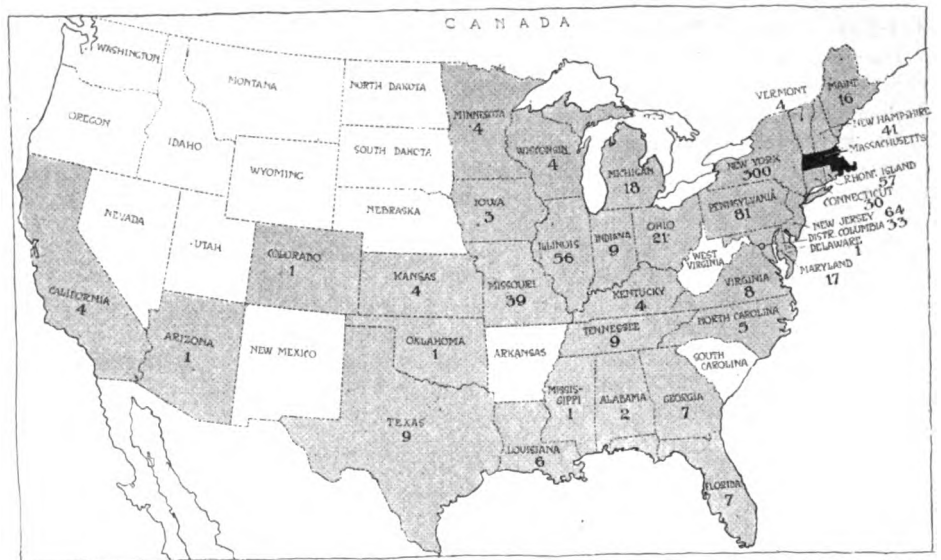 CANADA
WASHINGTON
OREGON
IDAHO
MONTANA
WYOMING
NEVADA
UTAH
CALIFORNIA
4
ARIZONA
1
COLORADO
1
NEW MEXICO
NORTH DAKOTA
SOUTH DAKOTA
NEBRASKA
KANSAS
4
OKLAHOMA
1
TEXAS
9
MINNESOTA
4
IOWA
3
MISSOURI
39
ARKANSAS
LOUISIANA
6
WISCONSIN
4
ILLINOIS
56
MICHIGAN
18
INDIANA
9
OHIO
21
KENTUCKY
4
TENNESSEE
9
MISSIS-
SIPPI
1
ALABAMA
2
GEORGIA
7
FLORIDA
7
SOUTH
CAROLINA
NORTH CAROLINA
5
VIRGINIA
8
WEST
VIRGINIA
PENNSYLVANIA
81
NEW YORK
300
VERMONT
4
MAINE
16
NEW HAMPSHIRE
41
MASSACHUSETTS
RHODE ISLAND
57
CONNECTICUT
30
NEW JERSEY 64
DISTR. COLUMBIA 33
DELAWARE
1
MARYLAND
17